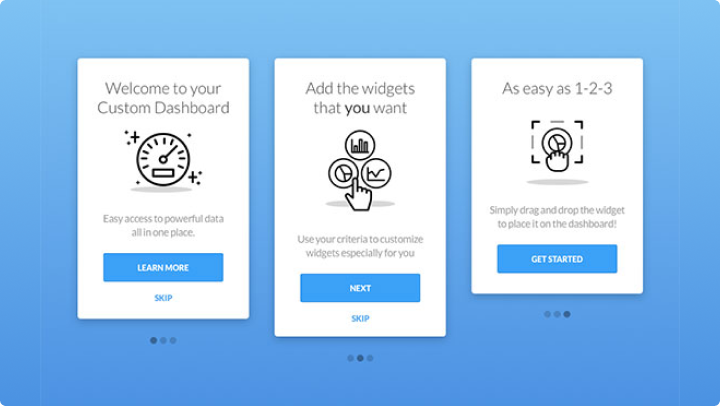 Welcome to your
Custom Dashboard
Easy access to powerful data
all in one place.
LEARN MORE
SKIP
Add the widgets
that you want
Use your criteria to customize
widgets especially for you
NEXT
SKIP
As easy as 1-2-3
Simply drag and drop the widget
to place it on the dashboard!
GET STARTED